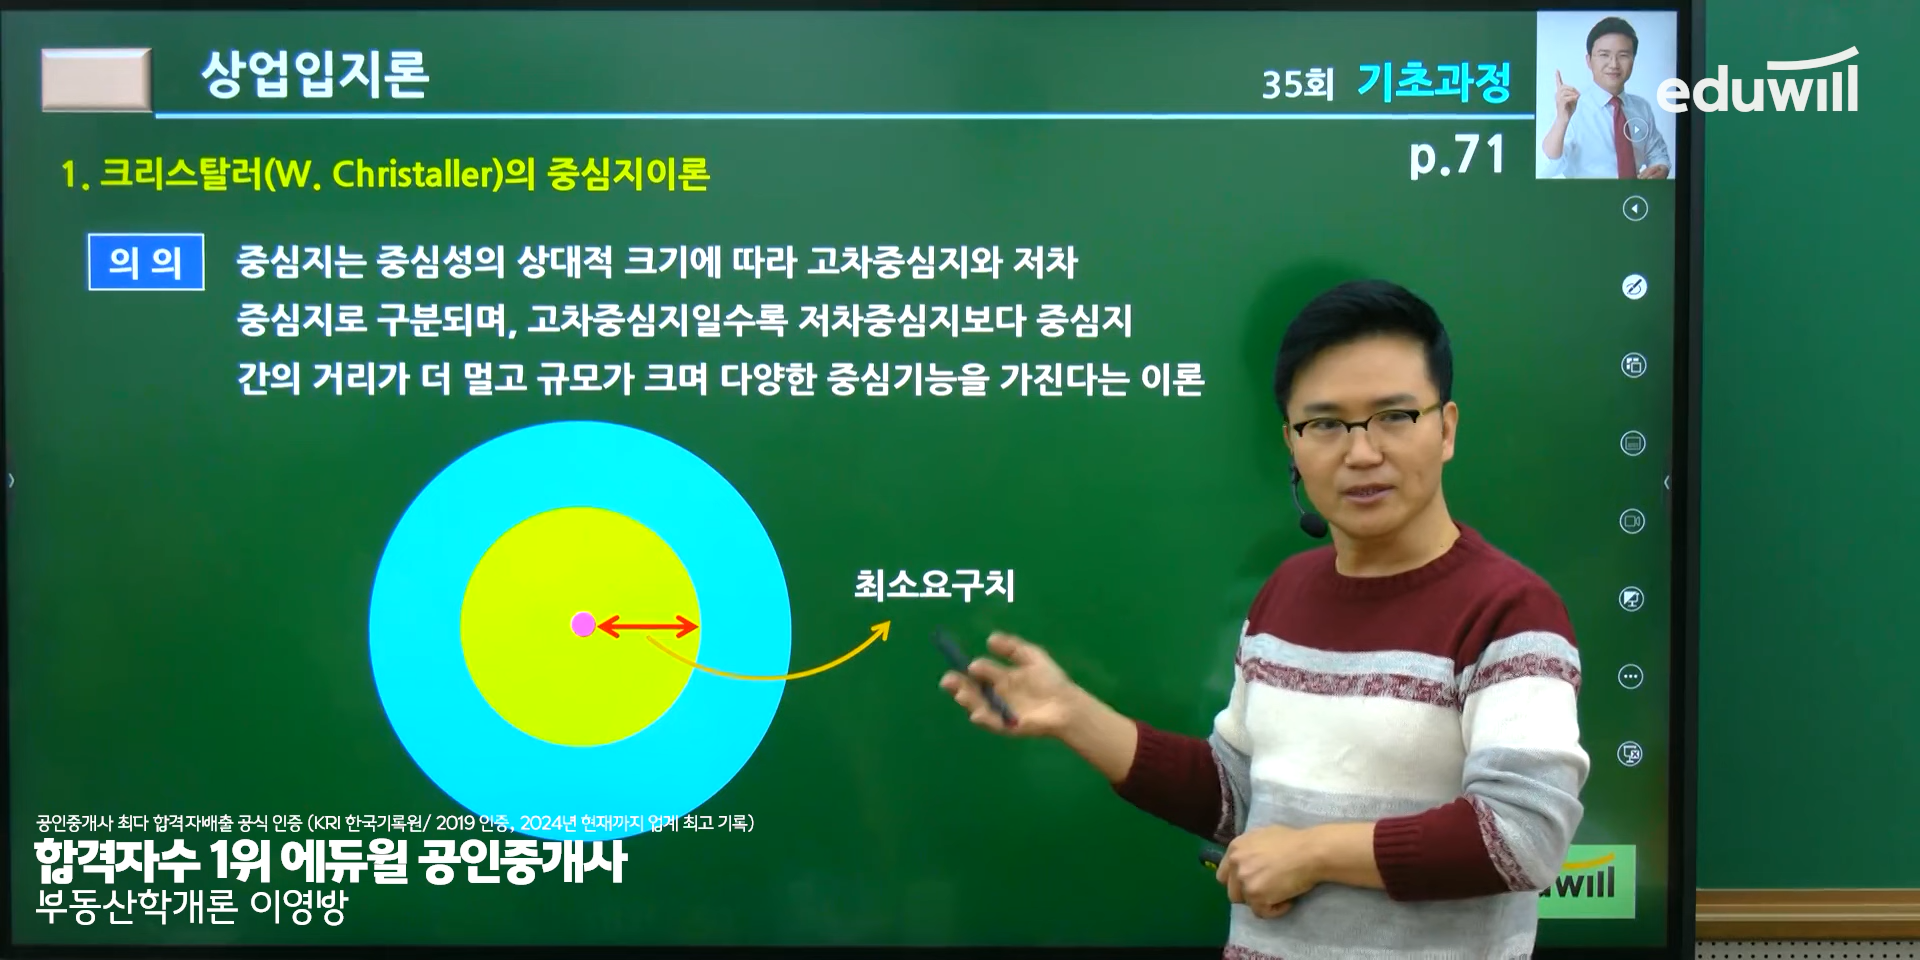 상업입지론
35회 기초과정
eduwill
p.71
1. 크리스탈러(W. Christaller)의 중심지이론
의 의
중심지는 중심성의 상대적 크기에 따라 고차중심지와 저차
중심지로 구분되며, 고차중심지일수록 저차중심지보다 중심지
간의 거리가 더 멀고 규모가 크며 다양한 중심기능을 가진다는 이론
최소요구치
공인중개사 최다 합격자배출 공식 인증 (KRI 한국기록원/ 2019 인증, 2024년 현재까지 업계 최고 기록)
합격자수 1위 에듀윌 공인중개사
부동산학개론 이영방
will